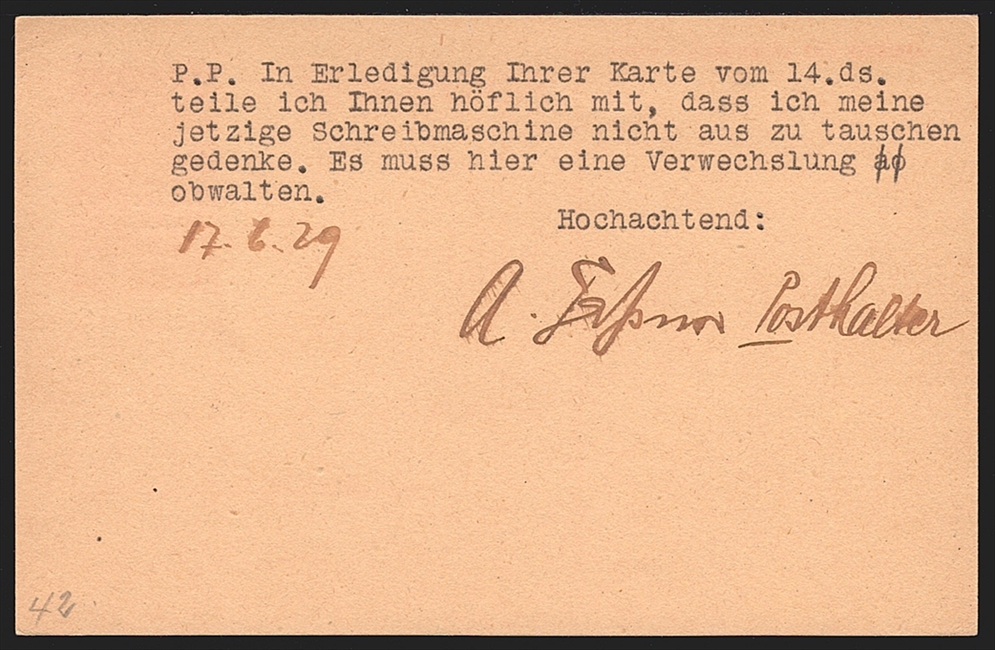 P.P. In Erledigung Ihrer Karte vom 14.ds.
teile ich Ihnen höflich mit, dass ich meine
jetzige Schreibmaschine nicht aus zu tauschen
gedenke. Es muss hier eine Verwechslung
obwalten.
Hochachtend:
17. 6. 29
A. Posthalter
42